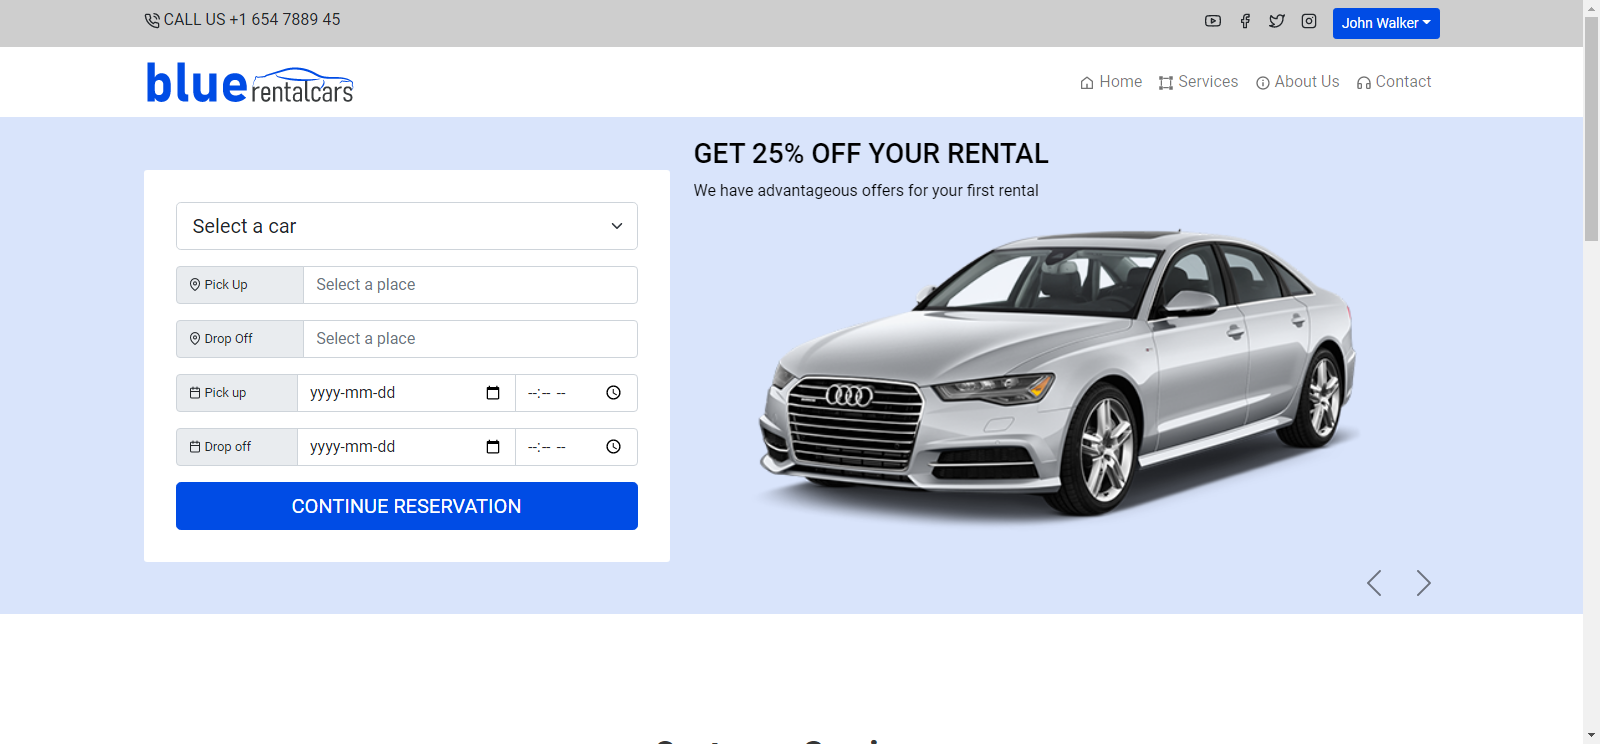 CALL US +1 654 7889 45
John Walker
blue rentalcars
Home
Services
About Us
Contact
GET 25% OFF YOUR RENTAL
We have advantageous offers for your first rental
Select a car
Pick Up
Select a place
Drop Off
Select a place
Pick up
yyyy-mm-dd
--:-- --
Drop off
yyyy-mm-dd
--:-- --
CONTINUE RESERVATION